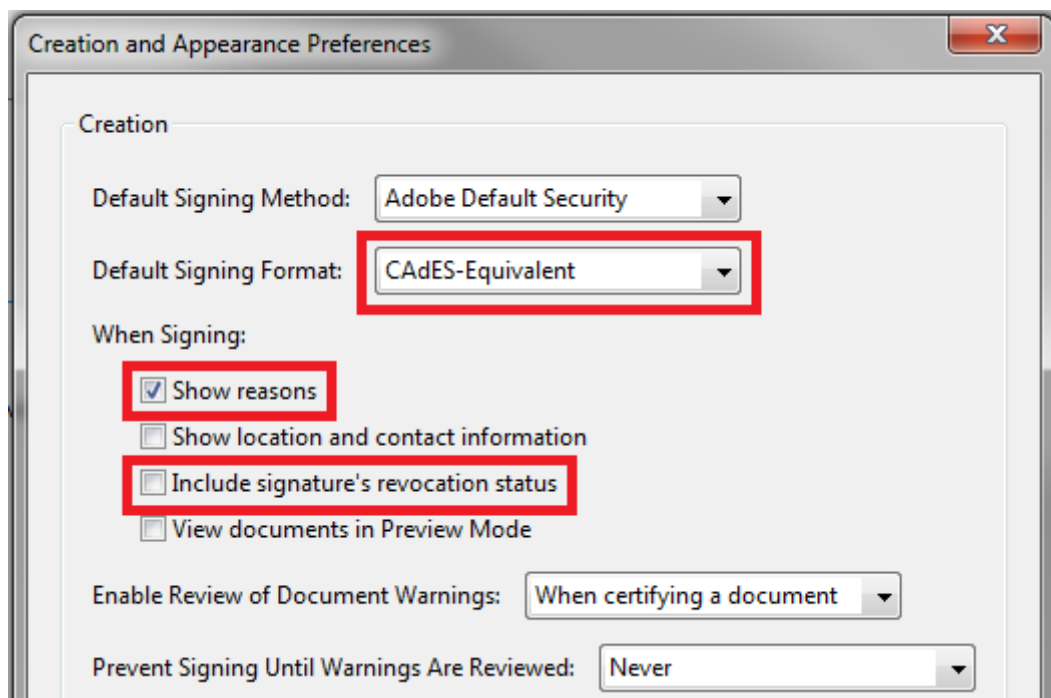 Creation and Appearance Preferences
Creation
Default Signing Method: Adobe Default Security
Default Signing Format: CAdES-Equivalent
When Signing:
Show reasons
Show location and contact information
Include signature's revocation status
View documents in Preview Mode
Enable Review of Document Warnings: When certifying a document
Prevent Signing Until Warnings Are Reviewed: Never